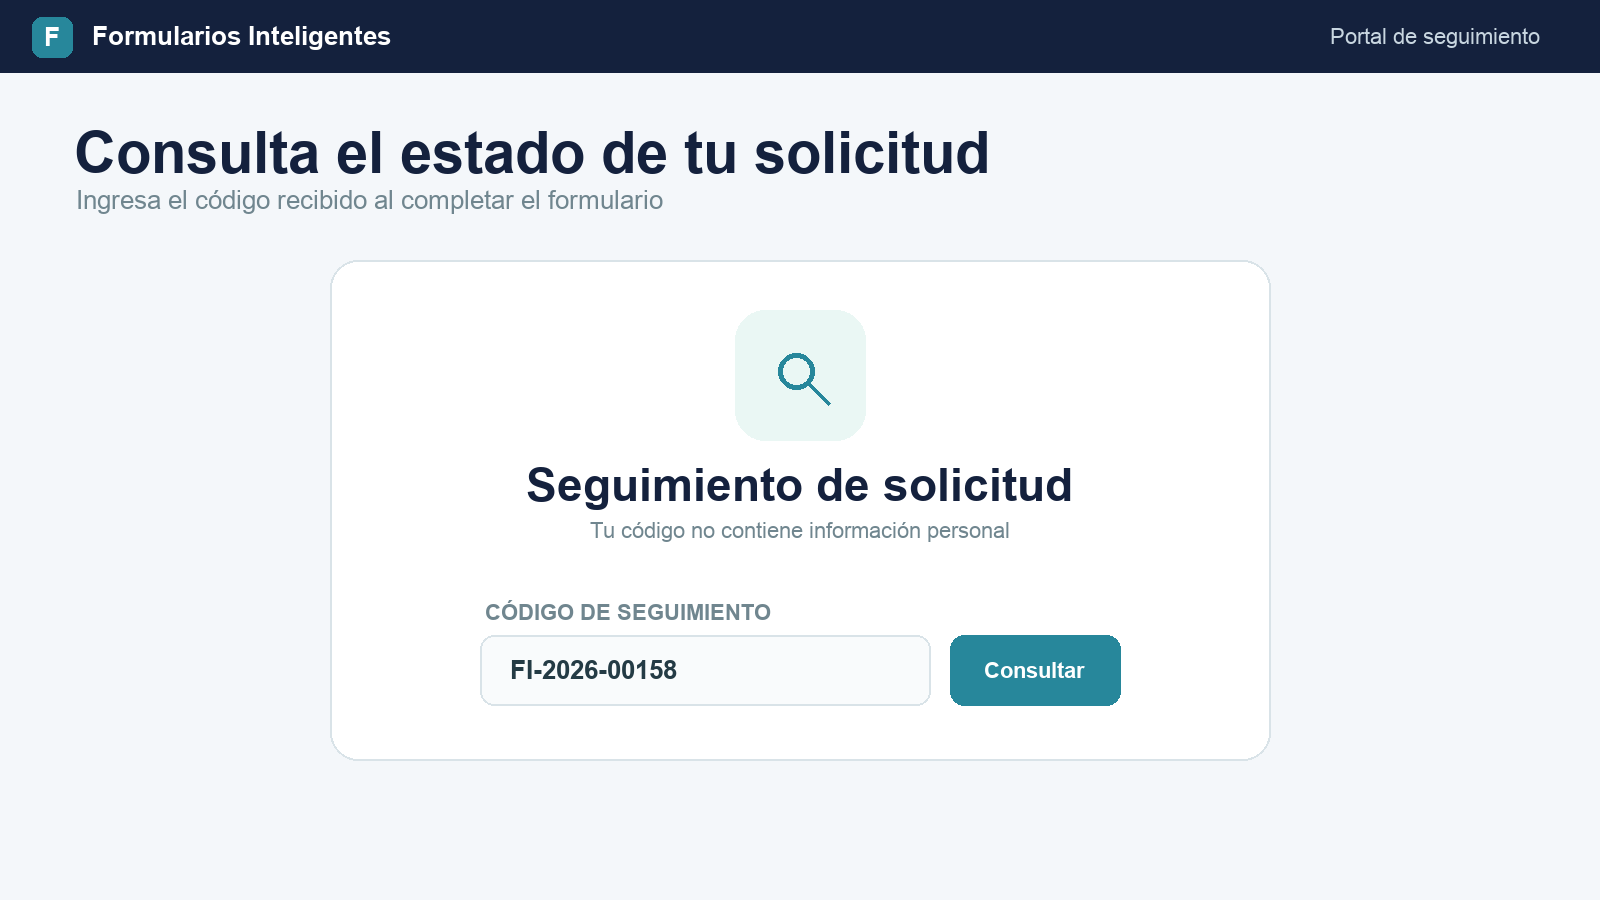 F
Formularios Inteligentes
Portal de seguimiento
Consulta el estado de tu solicitud
Ingresa el código recibido al completar el formulario
Seguimiento de solicitud
Tu código no contiene información personal
CÓDIGO DE SEGUIMIENTO
FI-2026-00158
Consultar